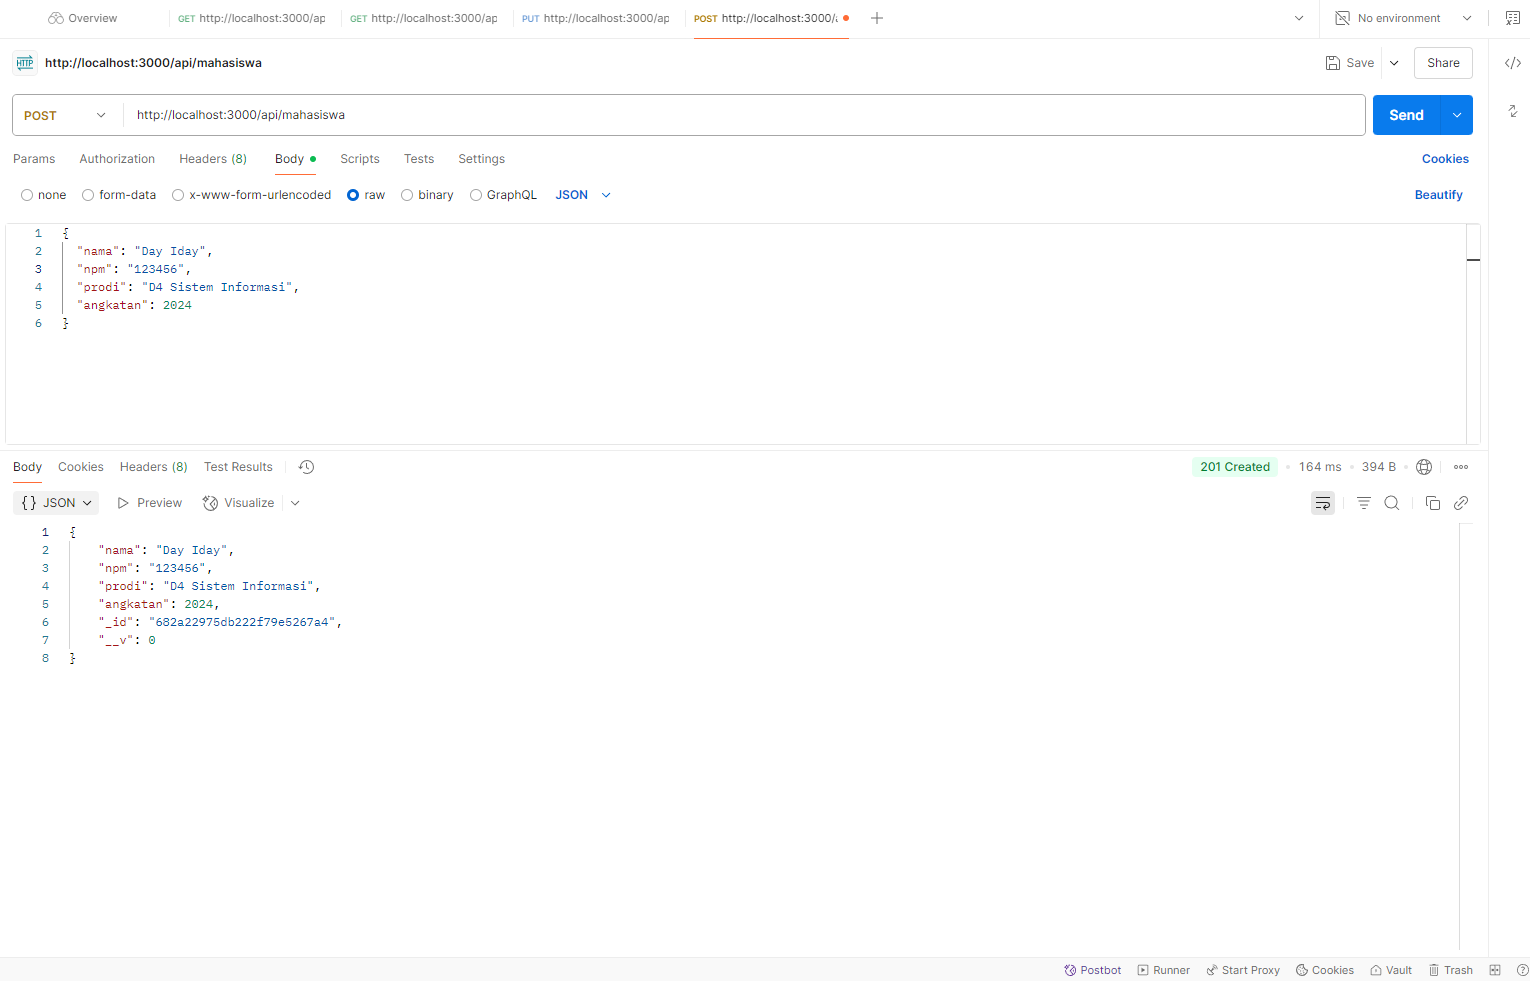 Overview GET http://localhost:3000/ap GET http://localhost:3000/ap PUT http://localhost:3000/ap POST http://localhost:3000/a No environment
HTTP http://localhost:3000/api/mahasiswa Save Share
POST http://localhost:3000/api/mahasiswa Send
Params Authorization Headers (8) Body Scripts Tests Settings Cookies
none form-data x-www-form-urlencoded raw binary GraphQL JSON Beautify
1 {
2 "nama": "Day Iday",
3 "npm": "123456",
4 "prodi": "D4 Sistem Informasi",
5 "angkatan": 2024
6 }
Body Cookies Headers (8) Test Results 201 Created 164 ms 394 B
{} JSON Preview Visualize
1 {
2 "nama": "Day Iday",
3 "npm": "123456",
4 "prodi": "D4 Sistem Informasi",
5 "angkatan": 2024,
6 "_id": "682a22975db222f79e5267a4",
7 "__v": 0
8 }
Postbot Runner Start Proxy Cookies Vault Trash